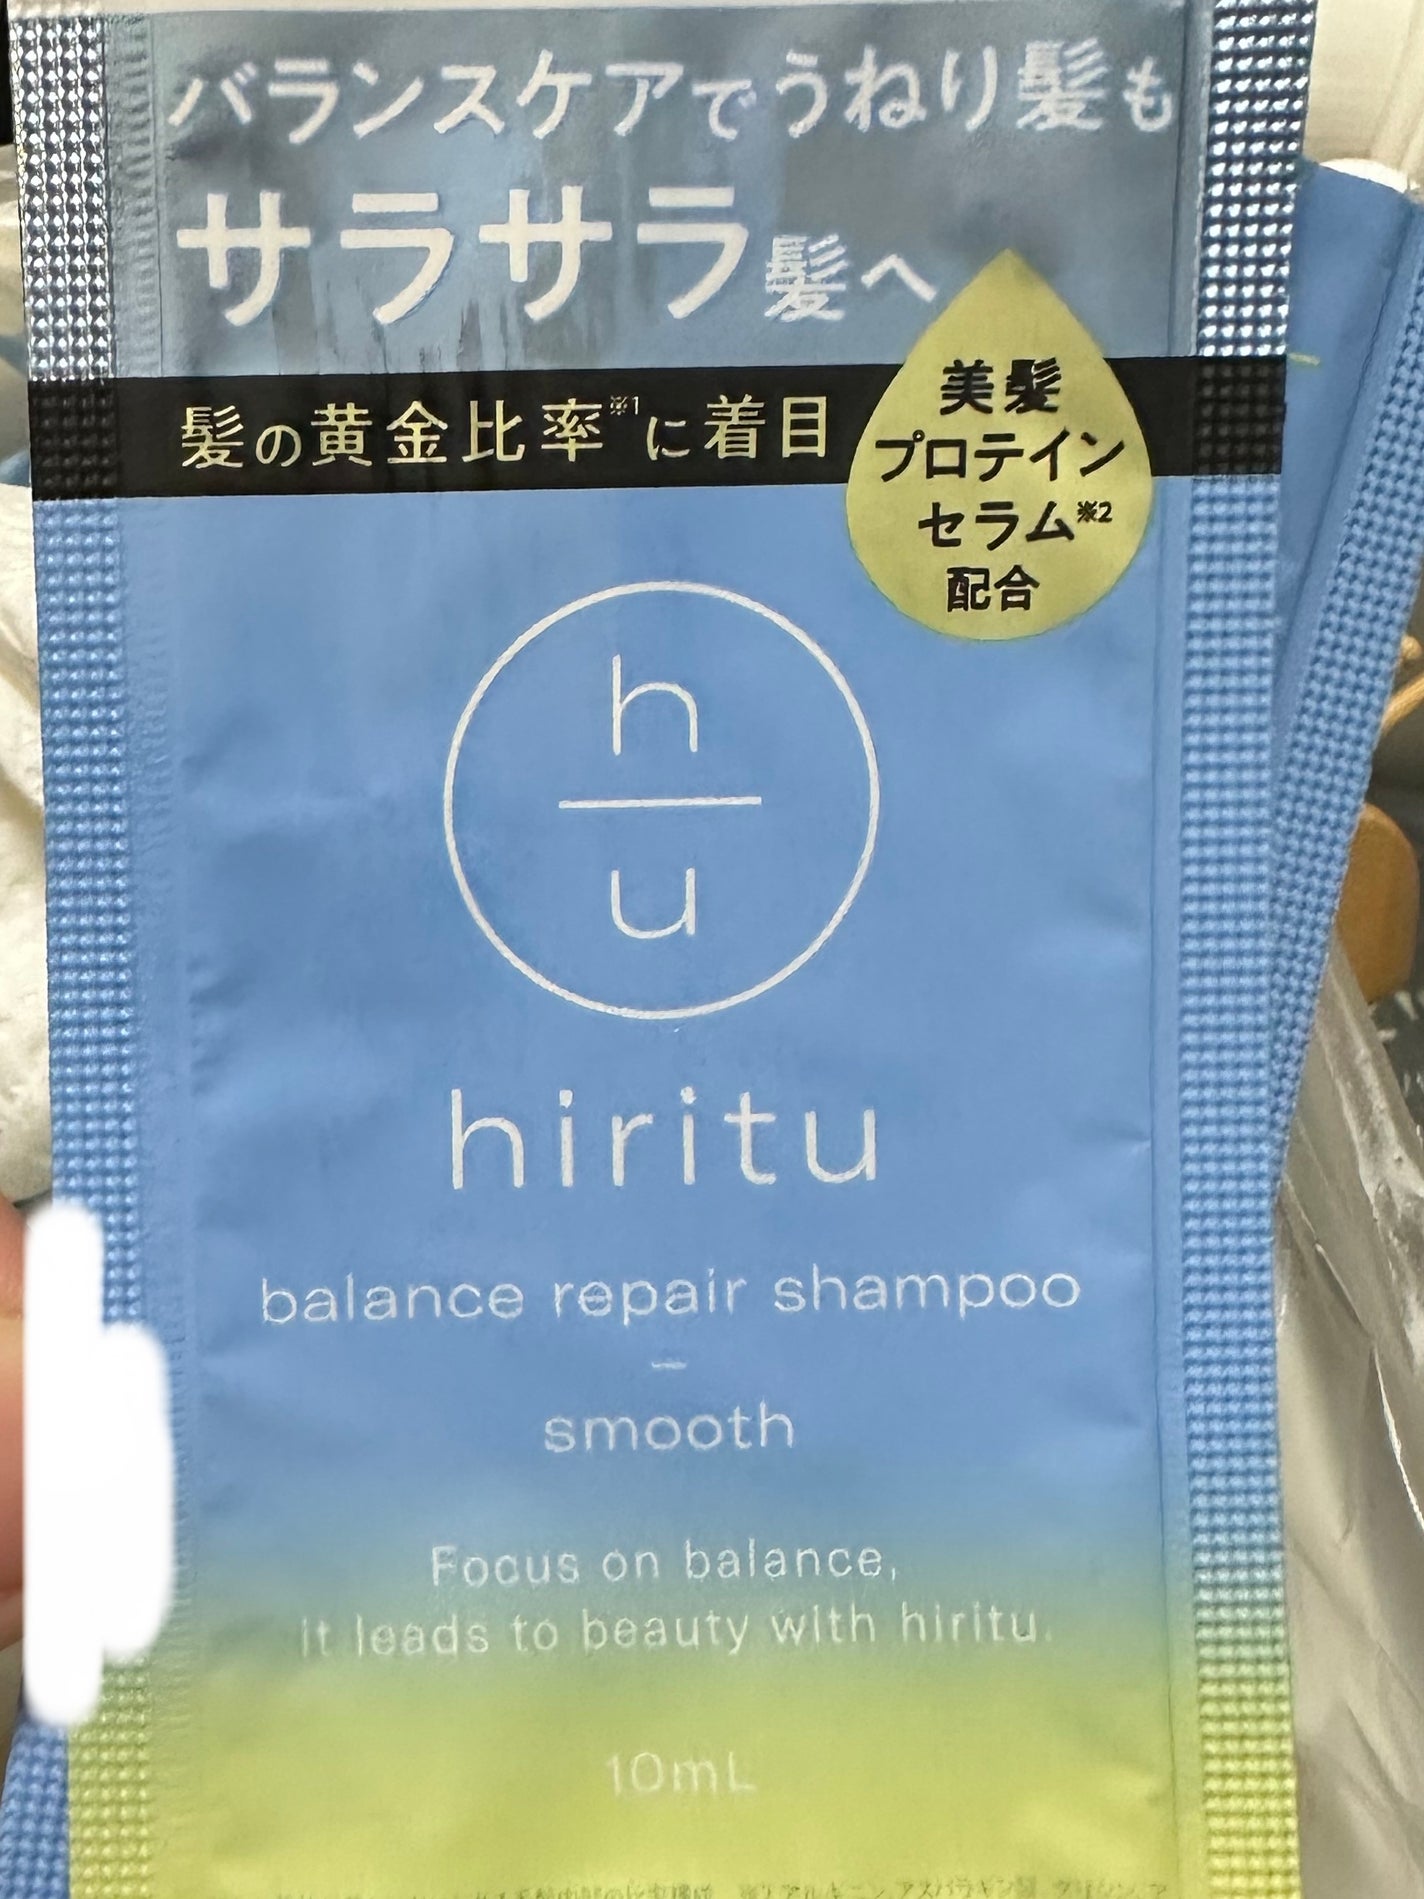 バランスケアでうねり髪も
サラサラ髪へ
髪の黄金比率※1に着目
美髪
プロテイン
セラム※2
配合
h
u
hiritu
balance repair shampoo
–
smooth
Focus on balance,
it leads to beauty with hiritu.
10mL